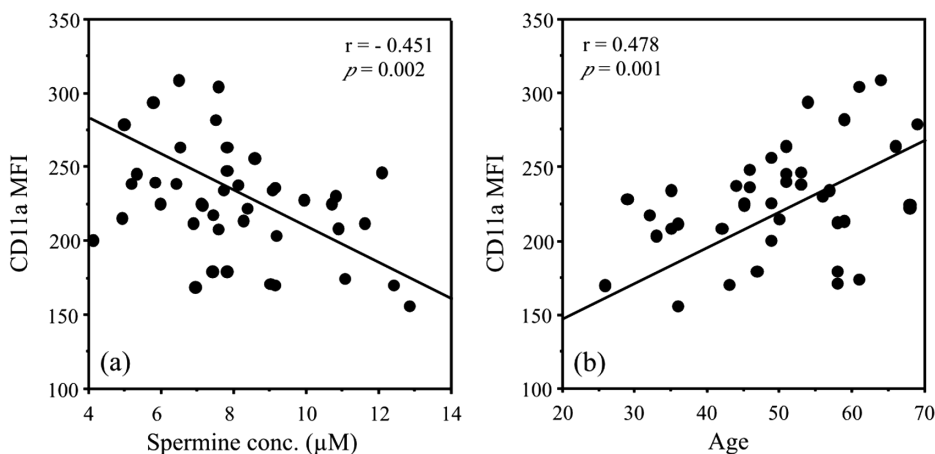 350
300
250
200
150
100
CD11a MFI
r = - 0.451
p = 0.002
(a)
4 6 8 10 12 14
Spermine conc. (µM)
350
300
250
200
150
100
CD11a MFI
r = 0.478
p = 0.001
(b)
20 30 40 50 60 70
Age